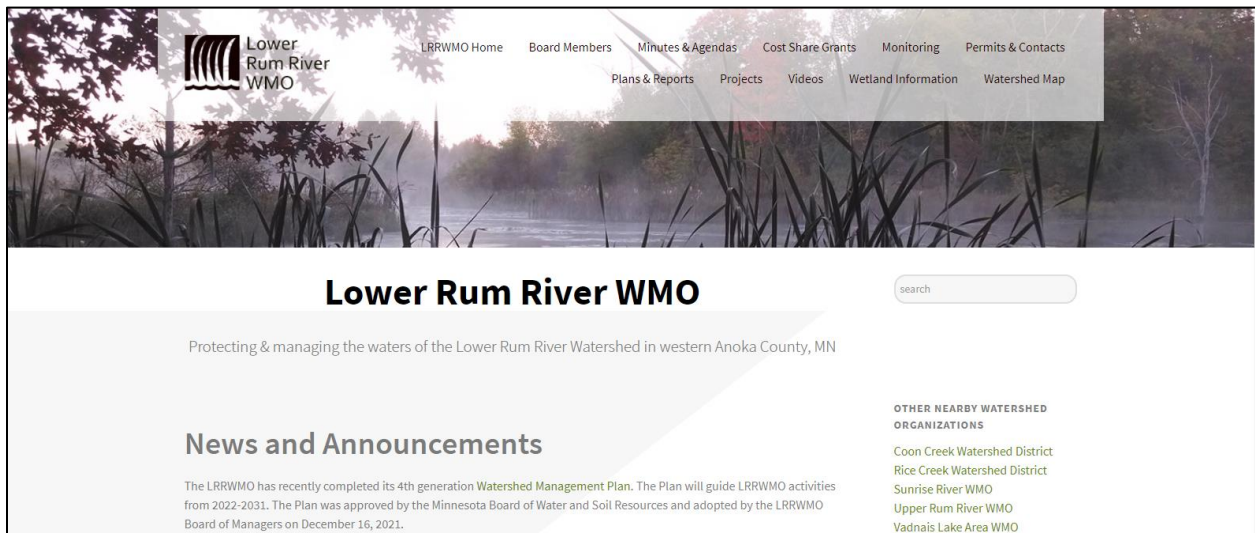 Lower
Rum River
WMO
LRRWMO Home Board Members Minutes & Agendas Cost Share Grants Monitoring Permits & Contacts
Plans & Reports Projects Videos Wetland Information Watershed Map
Lower Rum River WMO
search
Protecting & managing the waters of the Lower Rum River Watershed in western Anoka County, MN
News and Announcements
The LRRWMO has recently completed its 4th generation Watershed Management Plan. The Plan will guide LRRWMO activities
from 2022-2031. The Plan was approved by the Minnesota Board of Water and Soil Resources and adopted by the LRRWMO
Board of Managers on December 16, 2021.
OTHER NEARBY WATERSHED
ORGANIZATIONS
Coon Creek Watershed District
Rice Creek Watershed District
Sunrise River WMO
Upper Rum River WMO
Vadnais Lake Area WMO